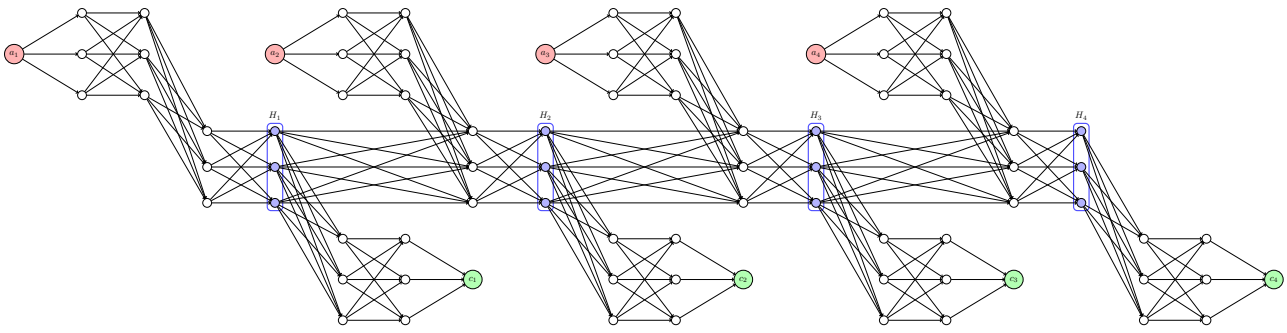 a₁ a₂ a₃ a₄
H₁ H₂ H₃ H₄
c₁ c₂ c₃ c₄